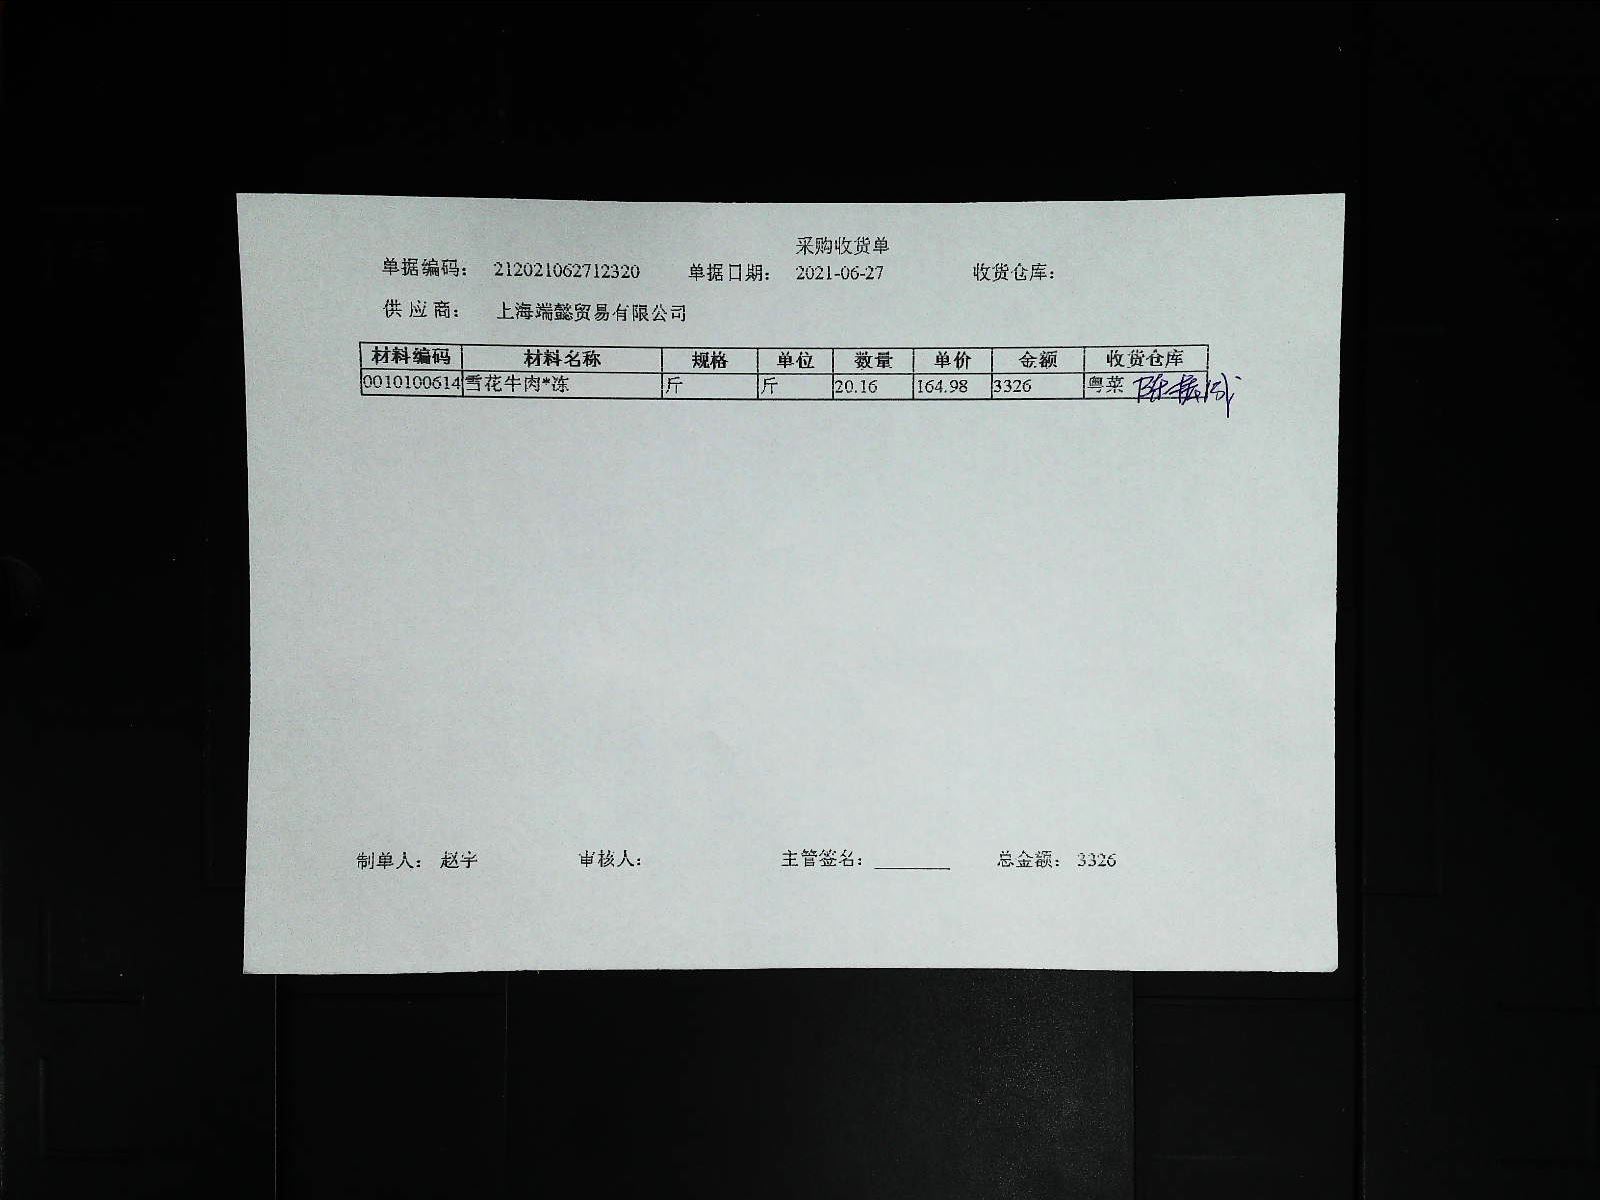 采购收货单
单据编码： 212021062712320 单据日期： 2021-06-27 收货仓库：
供 应 商： 上海端懿贸易有限公司
材料编码 材料名称 规格 单位 数量 单价 金额 收货仓库
0010100614 雪花牛肉*冻 斤 斤 20.16 164.98 3326 粤菜
制单人： 赵宇 审核人： 主管签名： 总金额： 3326